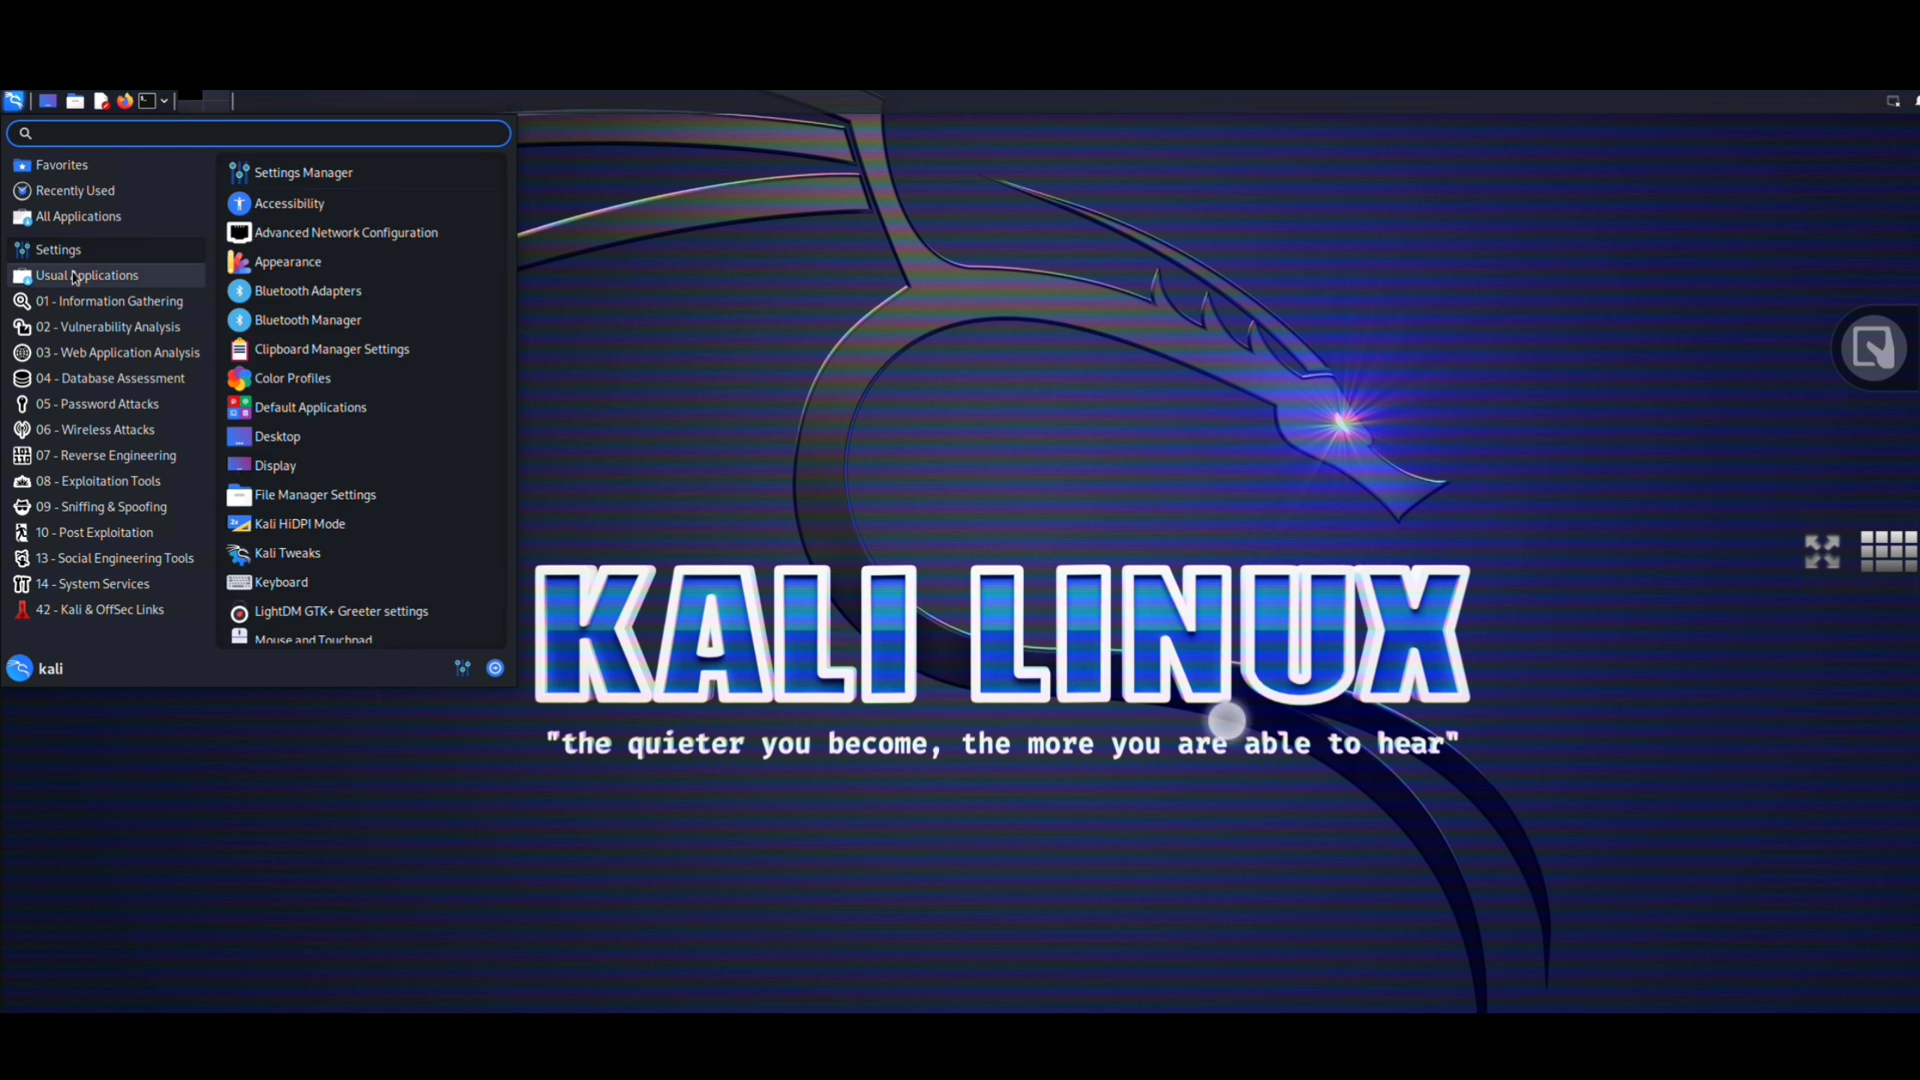 Favorites
Recently Used
All Applications
Settings
Usual Applications
01 - Information Gathering
02 - Vulnerability Analysis
03 - Web Application Analysis
04 - Database Assessment
05 - Password Attacks
06 - Wireless Attacks
07 - Reverse Engineering
08 - Exploitation Tools
09 - Sniffing & Spoofing
10 - Post Exploitation
13 - Social Engineering Tools
14 - System Services
42 - Kali & OffSec Links
Settings Manager
Accessibility
Advanced Network Configuration
Appearance
Bluetooth Adapters
Bluetooth Manager
Clipboard Manager Settings
Color Profiles
Default Applications
Desktop
Display
File Manager Settings
Kali HiDPI Mode
Kali Tweaks
Keyboard
LightDM GTK+ Greeter settings
Mouse and Touchpad
kali
KALI LINUX
"the quieter you become, the more you are able to hear"